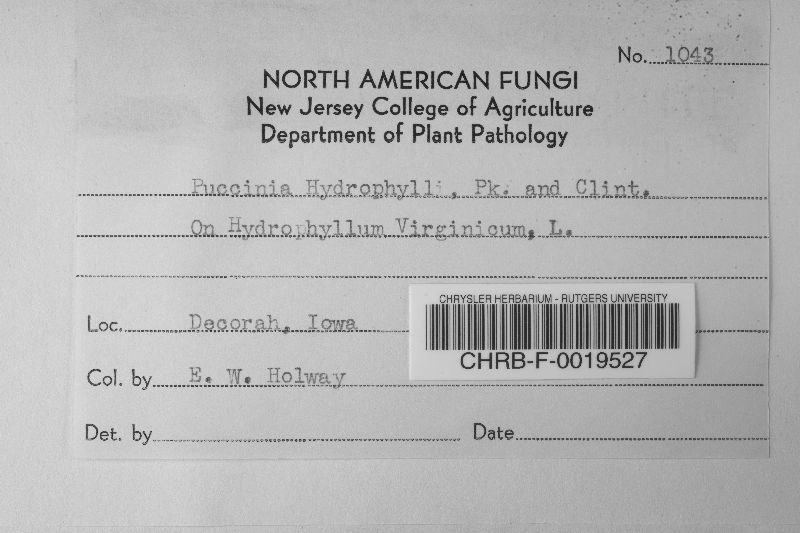 No. 1043
NORTH AMERICAN FUNGI
New Jersey College of Agriculture
Department of Plant Pathology
Puccinia Hydrophylli, Pk. and Clint.
On Hydrophyllum Virginicum, L.
Loc. Decorah, Iowa
CHRYSLER HERBARIUM - RUTGERS UNIVERSITY
CHRB-F-0019527
Col. by E. W. Holway
Det. by
Date